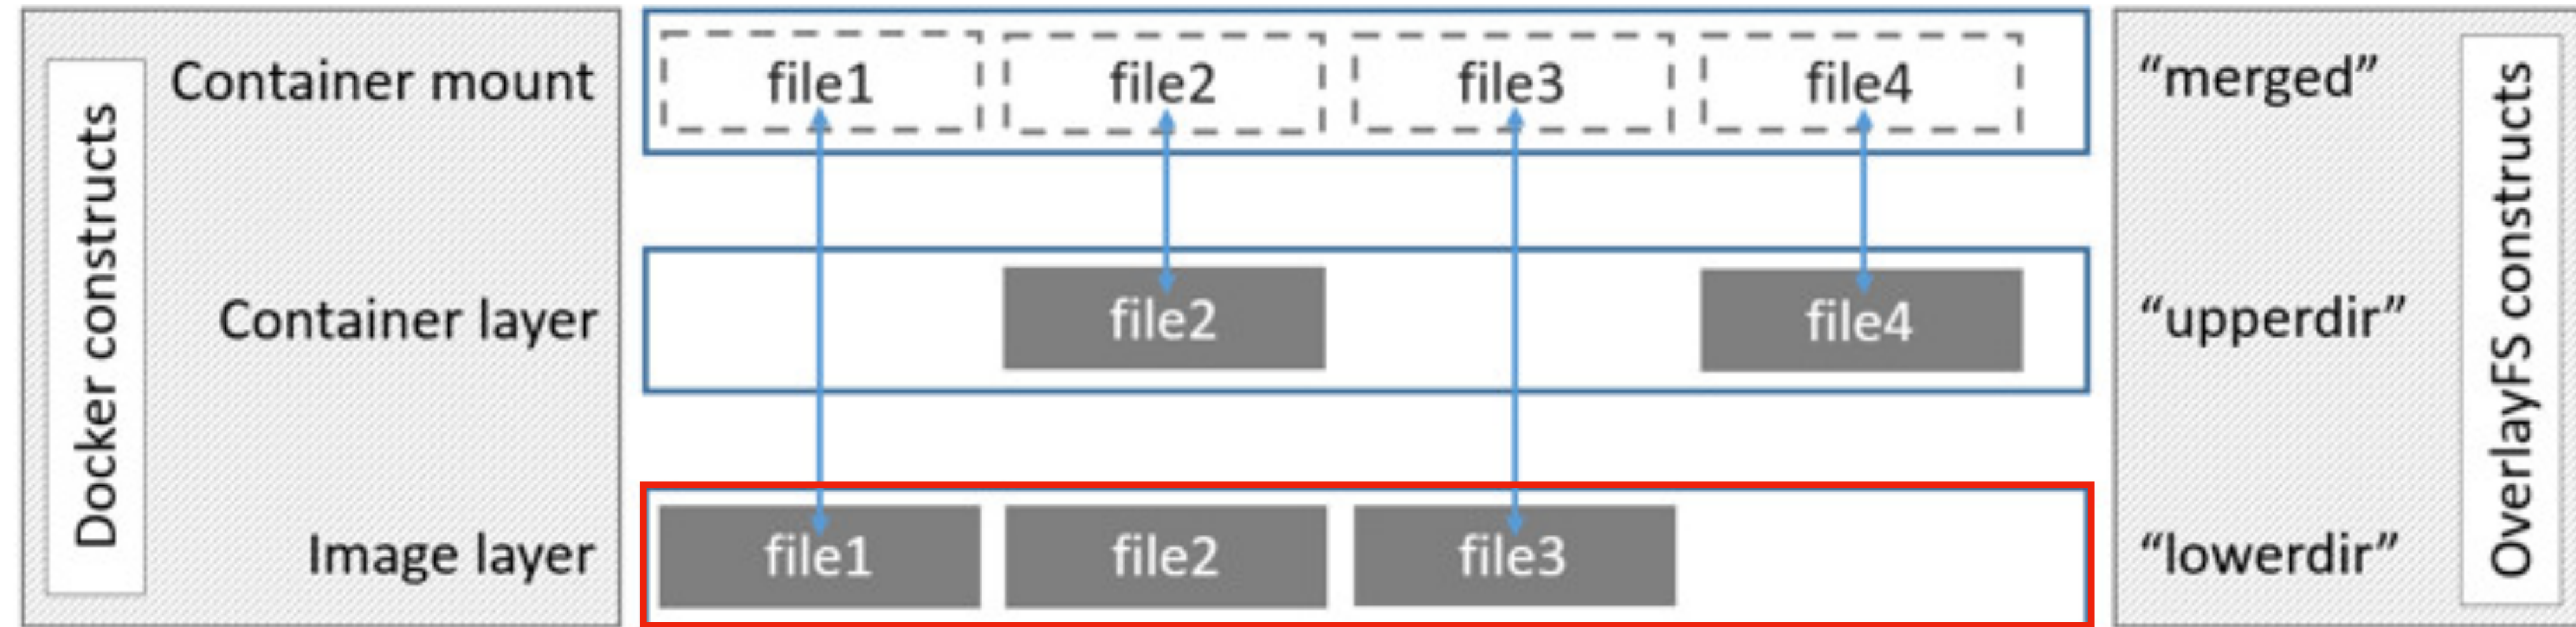 Docker constructs
Container mount
file1
file2
file3
file4
“merged”
Container layer
file2
file4
“upperdir”
Image layer
file1
file2
file3
“lowerdir”
OverlayFS constructs